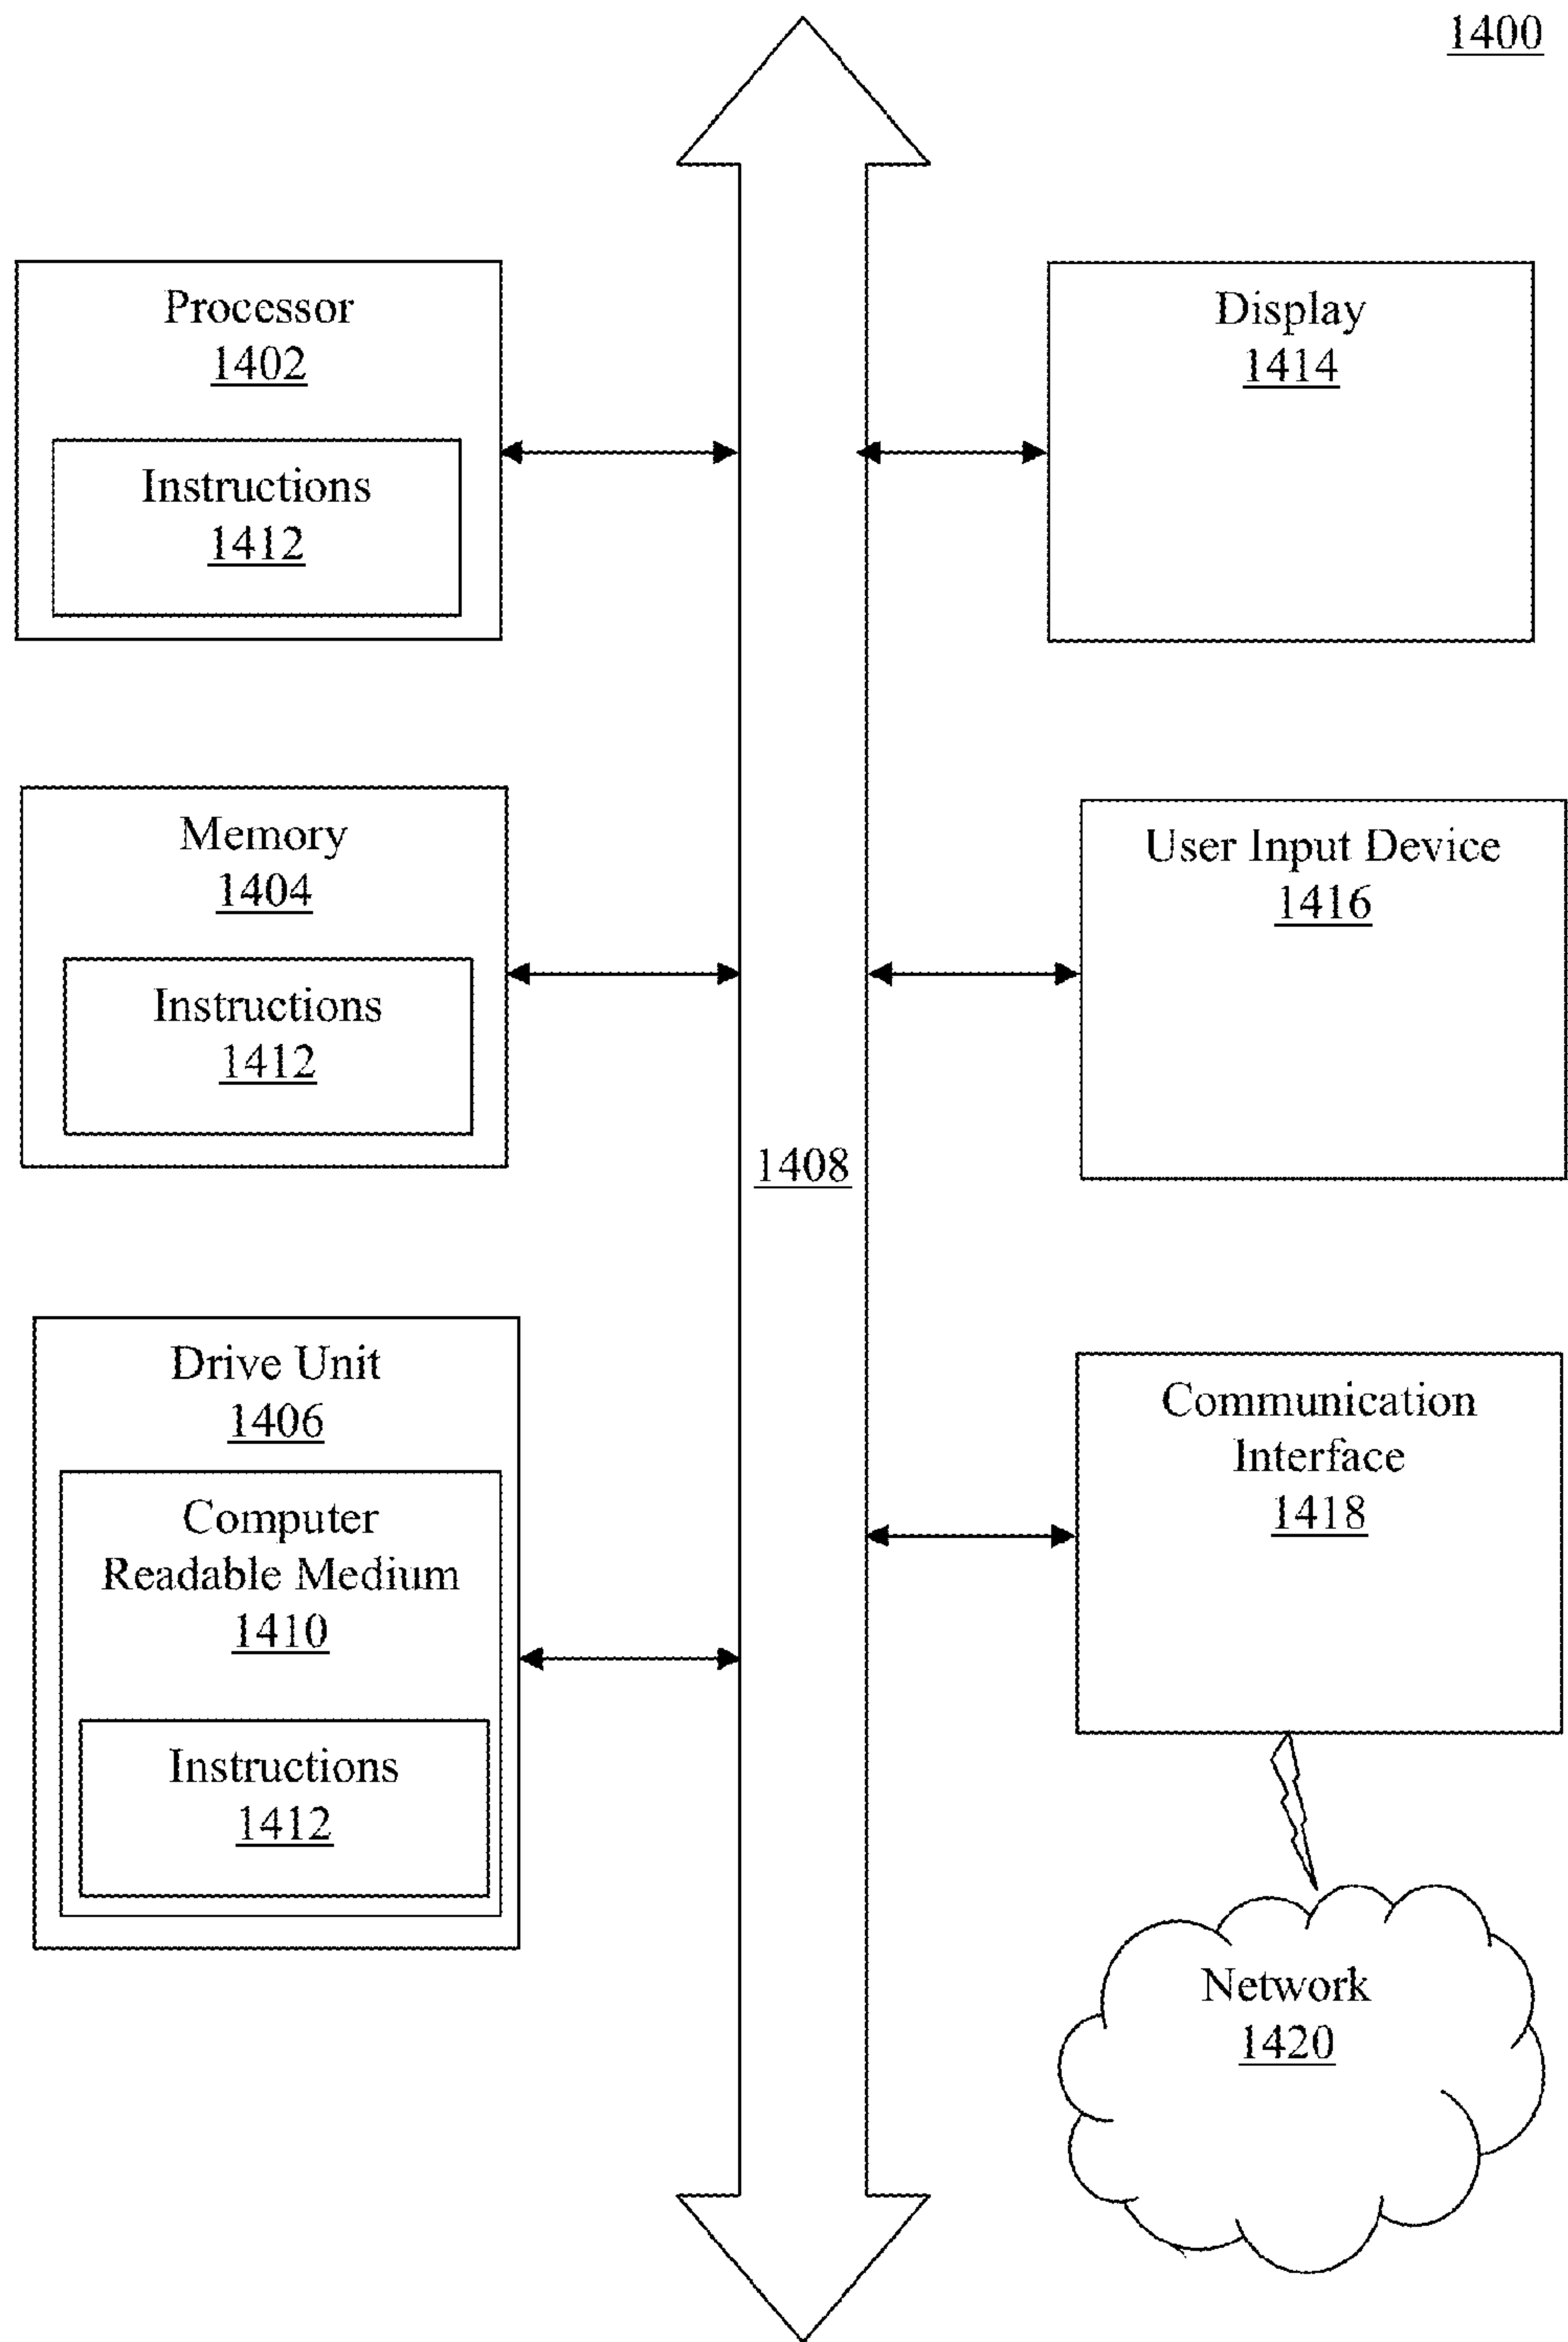 1400
Processor
1402
Instructions
1412
Display
1414
Memory
1404
Instructions
1412
User Input Device
1416
1408
Drive Unit
1406
Computer
Readable Medium
1410
Instructions
1412
Communication
Interface
1418
Network
1420